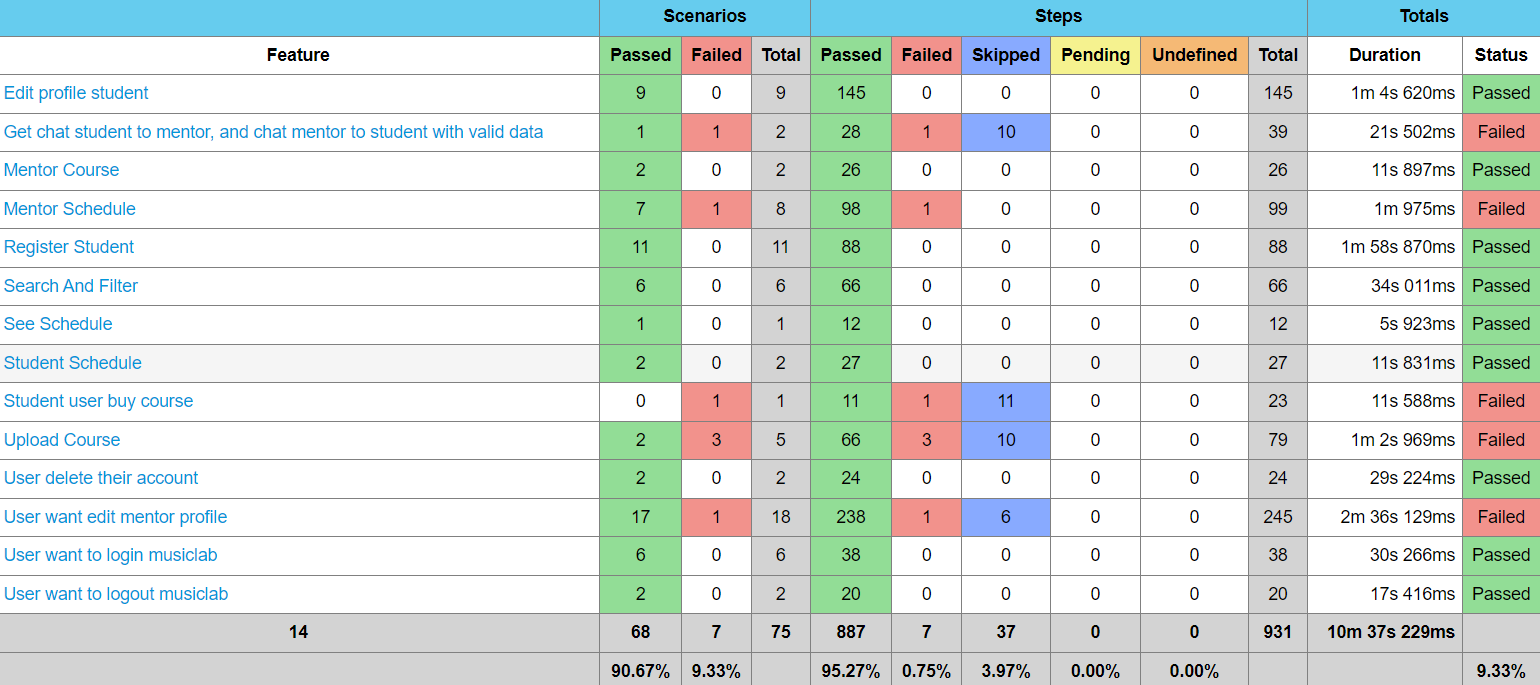 Scenarios Steps Totals
Feature Passed Failed Total Passed Failed Skipped Pending Undefined Total Duration Status
Edit profile student 9 0 9 145 0 0 0 0 145 1m 4s 620ms Passed
Get chat student to mentor, and chat mentor to student with valid data 1 1 2 28 1 10 0 0 39 21s 502ms Failed
Mentor Course 2 0 2 26 0 0 0 0 26 11s 897ms Passed
Mentor Schedule 7 1 8 98 1 0 0 0 99 1m 975ms Failed
Register Student 11 0 11 88 0 0 0 0 88 1m 58s 870ms Passed
Search And Filter 6 0 6 66 0 0 0 0 66 34s 011ms Passed
See Schedule 1 0 1 12 0 0 0 0 12 5s 923ms Passed
Student Schedule 2 0 2 27 0 0 0 0 27 11s 831ms Passed
Student user buy course 0 1 1 11 1 11 0 0 23 11s 588ms Failed
Upload Course 2 3 5 66 3 10 0 0 79 1m 2s 969ms Failed
User delete their account 2 0 2 24 0 0 0 0 24 29s 224ms Passed
User want edit mentor profile 17 1 18 238 1 6 0 0 245 2m 36s 129ms Failed
User want to login musiclab 6 0 6 38 0 0 0 0 38 30s 266ms Passed
User want to logout musiclab 2 0 2 20 0 0 0 0 20 17s 416ms Passed
14 68 7 75 887 7 37 0 0 931 10m 37s 229ms
90.67% 9.33% 95.27% 0.75% 3.97% 0.00% 0.00% 9.33%